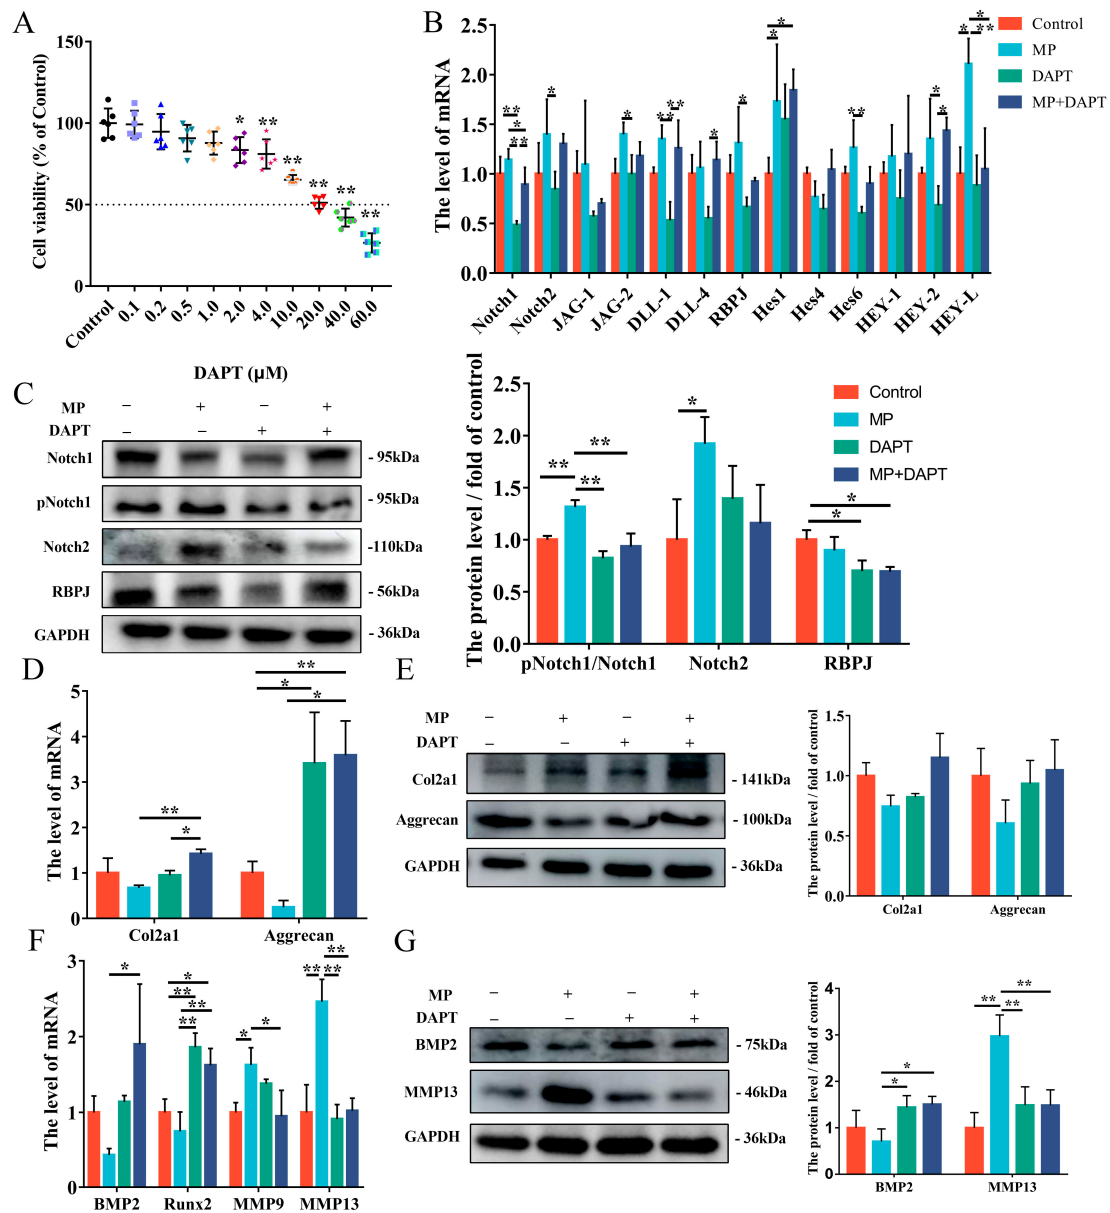 A
Cell viability (% of Control)
150
100
50
0
* ** ** ** ** **
Control 0.1 0.2 0.5 1.0 2.0 4.0 10.0 20.0 40.0 60.0
DAPT (μM)
B
The level of mRNA
2.5
2.0
1.5
1.0
0.5
0.0
** * ** * * ** ** * * * * ** * * * * **
Notch1 Notch2 JAG-1 JAG-2 DLL-1 DLL-4 RBPJ Hes1 Hes4 Hes6 HEY-1 HEY-2 HEY-L
Control
MP
DAPT
MP+DAPT
C
MP – + – +
DAPT – – + +
Notch1 - 95kDa
pNotch1 - 95kDa
Notch2 -110kDa
RBPJ - 56kDa
GAPDH - 36kDa
The protein level / fold of control
2.5
2.0
1.5
1.0
0.5
0.0
** ** ** * * *
pNotch1/Notch1 Notch2 RBPJ
Control
MP
DAPT
MP+DAPT
D
The level of mRNA
5
4
3
2
1
0
** * ** * *
Col2a1 Aggrecan
E
MP – + – +
DAPT – – + +
Col2a1 - 141kDa
Aggrecan - 100kDa
GAPDH - 36kDa
The protein level / fold of control
1.5
1.0
0.5
0.0
Col2a1 Aggrecan
F
The level of mRNA
3
2
1
0
* * ** ** ** * * ** ** **
BMP2 Runx2 MMP9 MMP13
G
MP – + – +
DAPT – – + +
BMP2 - 75kDa
MMP13 - 46kDa
GAPDH - 36kDa
The protein level / fold of control
4
3
2
1
0
* * ** ** **
BMP2 MMP13